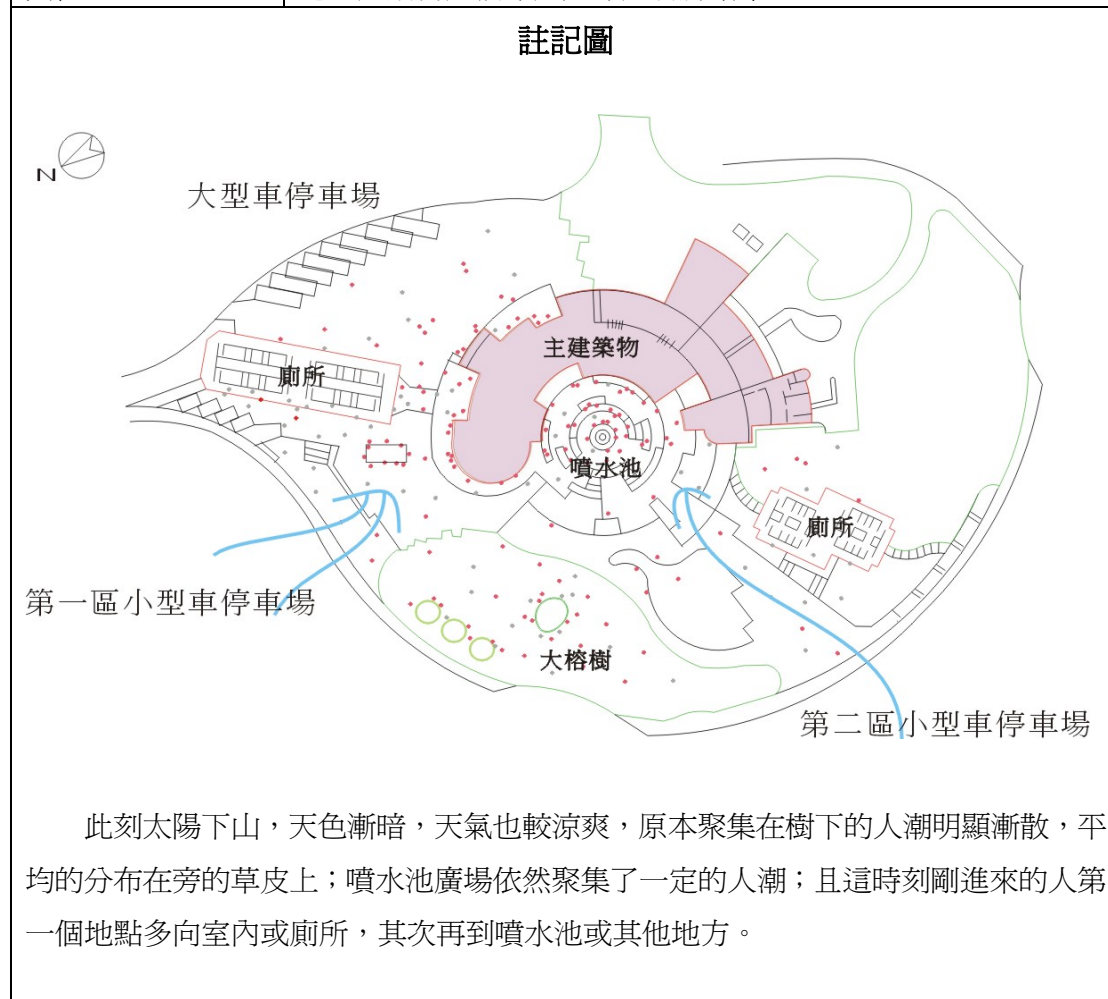 註記圖
N
大型車停車場
主建築物
廁所
噴水池
廁所
第一區小型車停車場
大榕樹
第二區小型車停車場
此刻太陽下山，天色漸暗，天氣也較涼爽，原本聚集在樹下的人潮明顯漸散，平
均的分布在旁的草皮上；噴水池廣場依然聚集了一定的人潮；且這時刻剛進來的人第
一個地點多向室內或廁所，其次再到噴水池或其他地方。